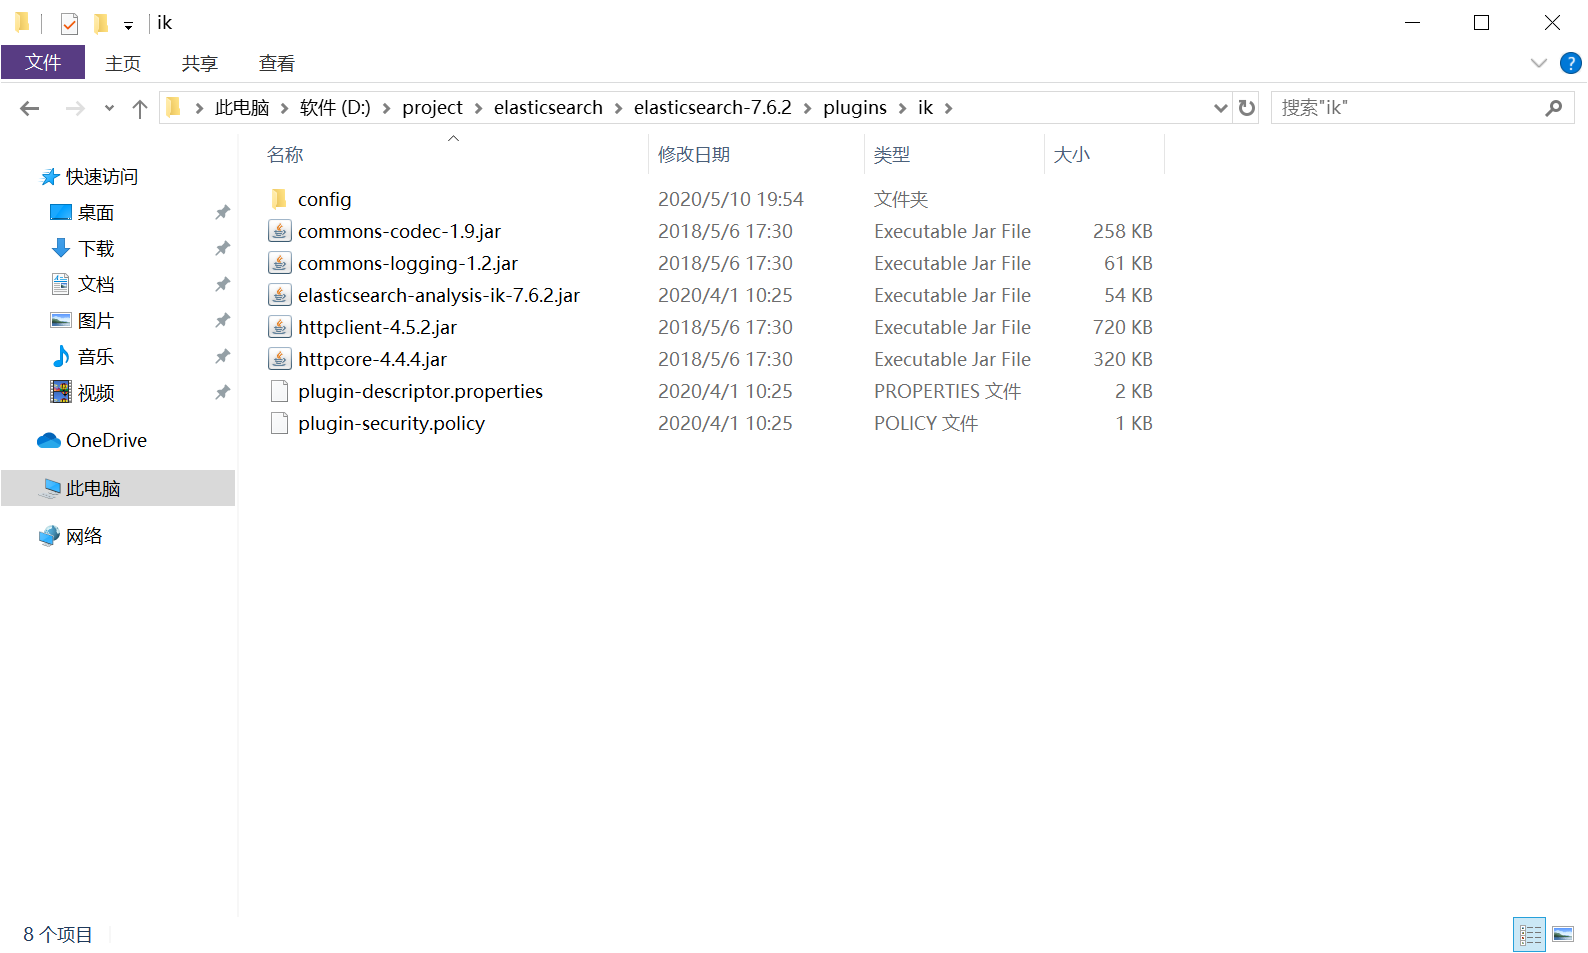 ik
文件 主页 共享 查看
此电脑 软件 (D:) project elasticsearch elasticsearch-7.6.2 plugins ik 搜索"ik"
名称 修改日期 类型 大小
快速访问
桌面
下载
文档
图片
音乐
视频
OneDrive
此电脑
网络
config 2020/5/10 19:54 文件夹
commons-codec-1.9.jar 2018/5/6 17:30 Executable Jar File 258 KB
commons-logging-1.2.jar 2018/5/6 17:30 Executable Jar File 61 KB
elasticsearch-analysis-ik-7.6.2.jar 2020/4/1 10:25 Executable Jar File 54 KB
httpclient-4.5.2.jar 2018/5/6 17:30 Executable Jar File 720 KB
httpcore-4.4.4.jar 2018/5/6 17:30 Executable Jar File 320 KB
plugin-descriptor.properties 2020/4/1 10:25 PROPERTIES 文件 2 KB
plugin-security.policy 2020/4/1 10:25 POLICY 文件 1 KB
8 个项目